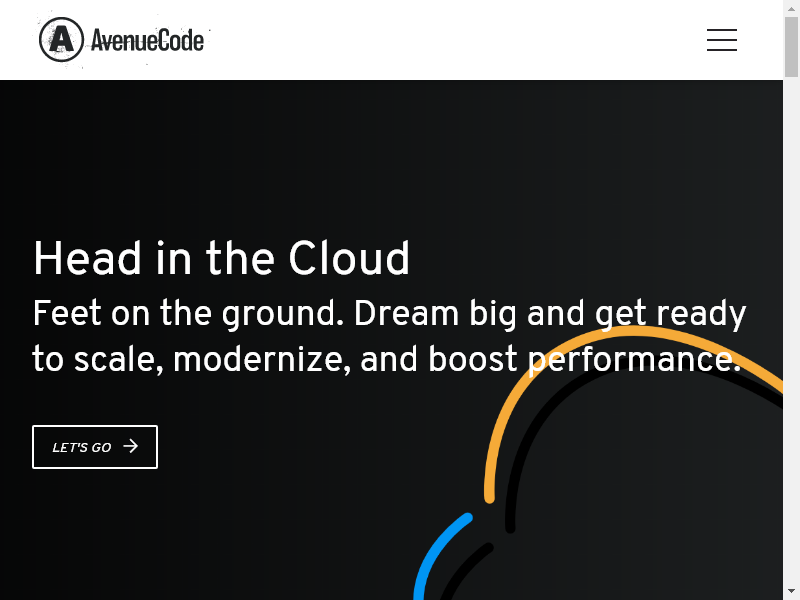 A AvenueCode
Head in the Cloud
Feet on the ground. Dream big and get ready
to scale, modernize, and boost performance.
LET'S GO